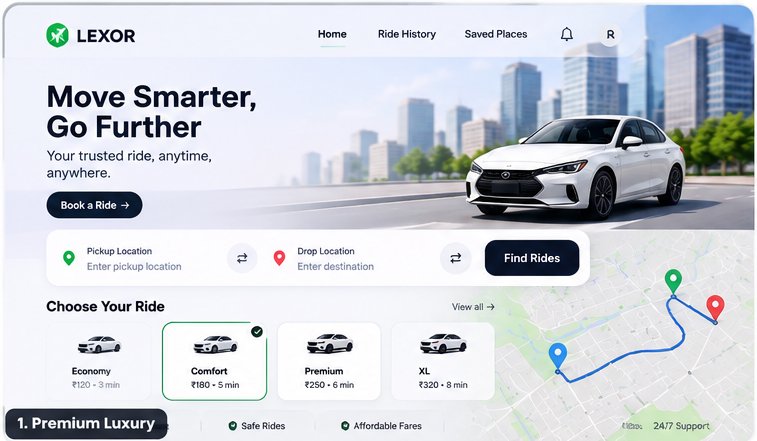 LEXOR
Home
Ride History
Saved Places
R
Move Smarter,
Go Further
Your trusted ride, anytime,
anywhere.
Book a Ride →
Pickup Location
Enter pickup location
Drop Location
Enter destination
Find Rides
Choose Your Ride
View all →
Economy
₹120 • 3 min
Comfort
₹180 • 5 min
Premium
₹250 • 6 min
XL
₹320 • 8 min
1. Premium Luxury
Safe Rides
Affordable Fares
24/7 Support